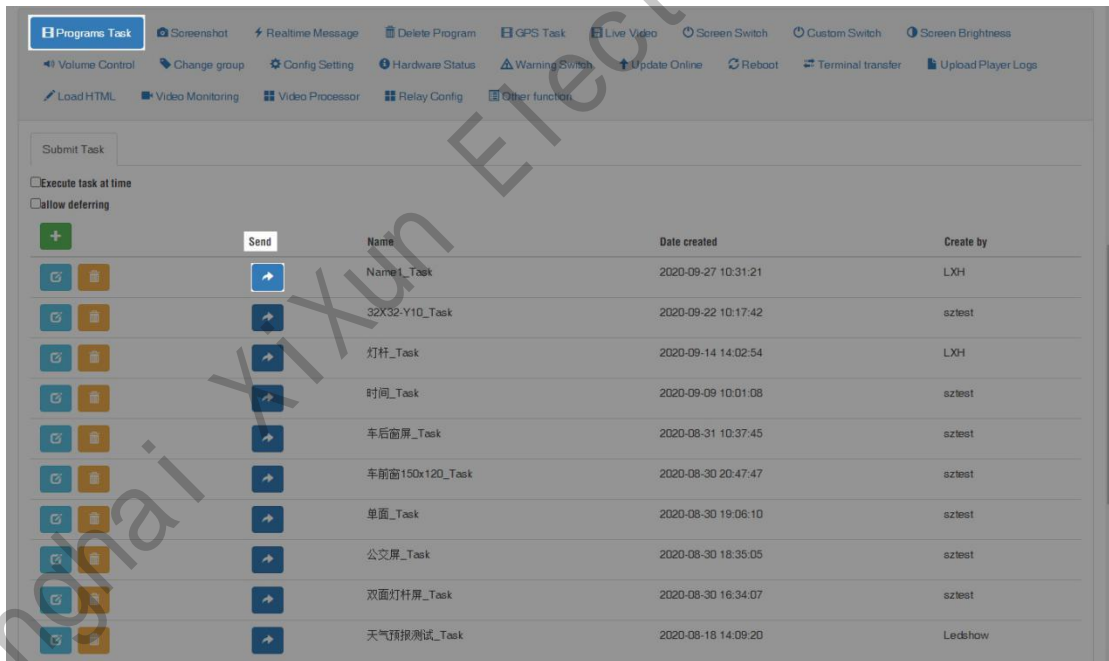 Programs Task Screenshot Realtime Message Delete Program GPS Task Live Video Screen Switch Custom Switch Screen Brightness
Volume Control Change group Config Setting Hardware Status Warning Switch Update Online Reboot Terminal transfer Upload Player Logs
Load HTML Video Monitoring Video Processor Relay Config Other function
Submit Task
Execute task at time
allow deferring
Send Name Date created Create by
Name1_Task 2020-09-27 10:31:21 LXH
32X32-Y10_Task 2020-09-22 10:17:42 sztest
灯杆_Task 2020-09-14 14:02:54 LXH
时间_Task 2020-09-09 10:01:08 sztest
车后窗屏_Task 2020-08-31 10:37:45 sztest
车前窗150x120_Task 2020-08-30 20:47:47 sztest
单面_Task 2020-08-30 19:06:10 sztest
公交屏_Task 2020-08-30 18:35:05 sztest
双面灯杆屏_Task 2020-08-30 16:34:07 sztest
天气预报测试_Task 2020-08-18 14:09:20 Ledshow
nghai XiXun Elect